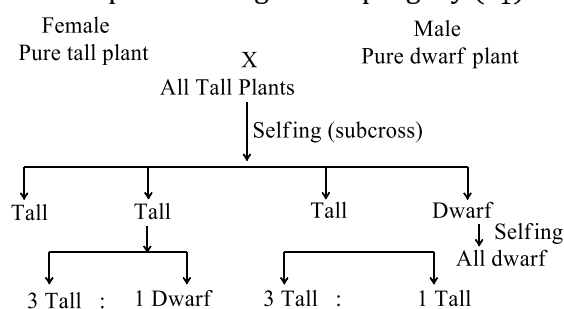 Female Male
Pure tall plant Pure dwarf plant
X
All Tall Plants
Selfing (subcross)
Tall Tall Tall Dwarf
Selfing
All dwarf
3 Tall : 1 Dwarf 3 Tall : 1 Tall